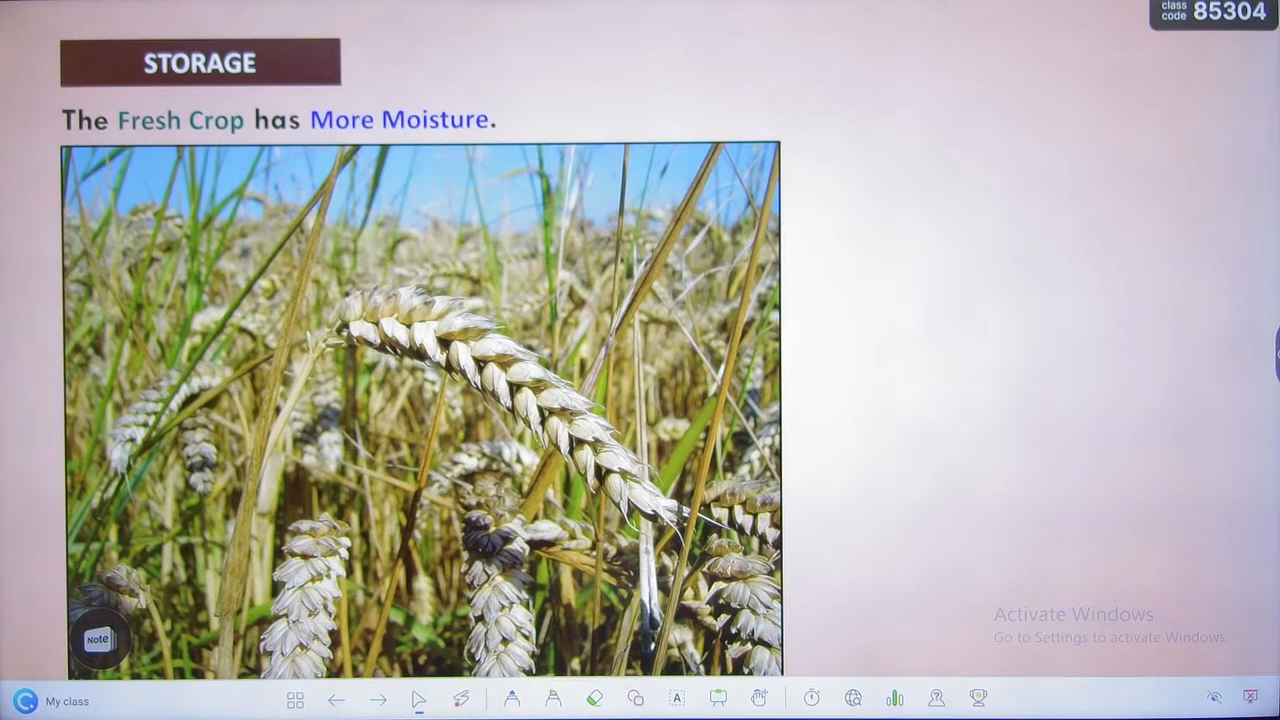 class
code 85304
STORAGE
The Fresh Crop has More Moisture.
Note
Activate Windows
Go to Settings to activate Windows.
My class
A